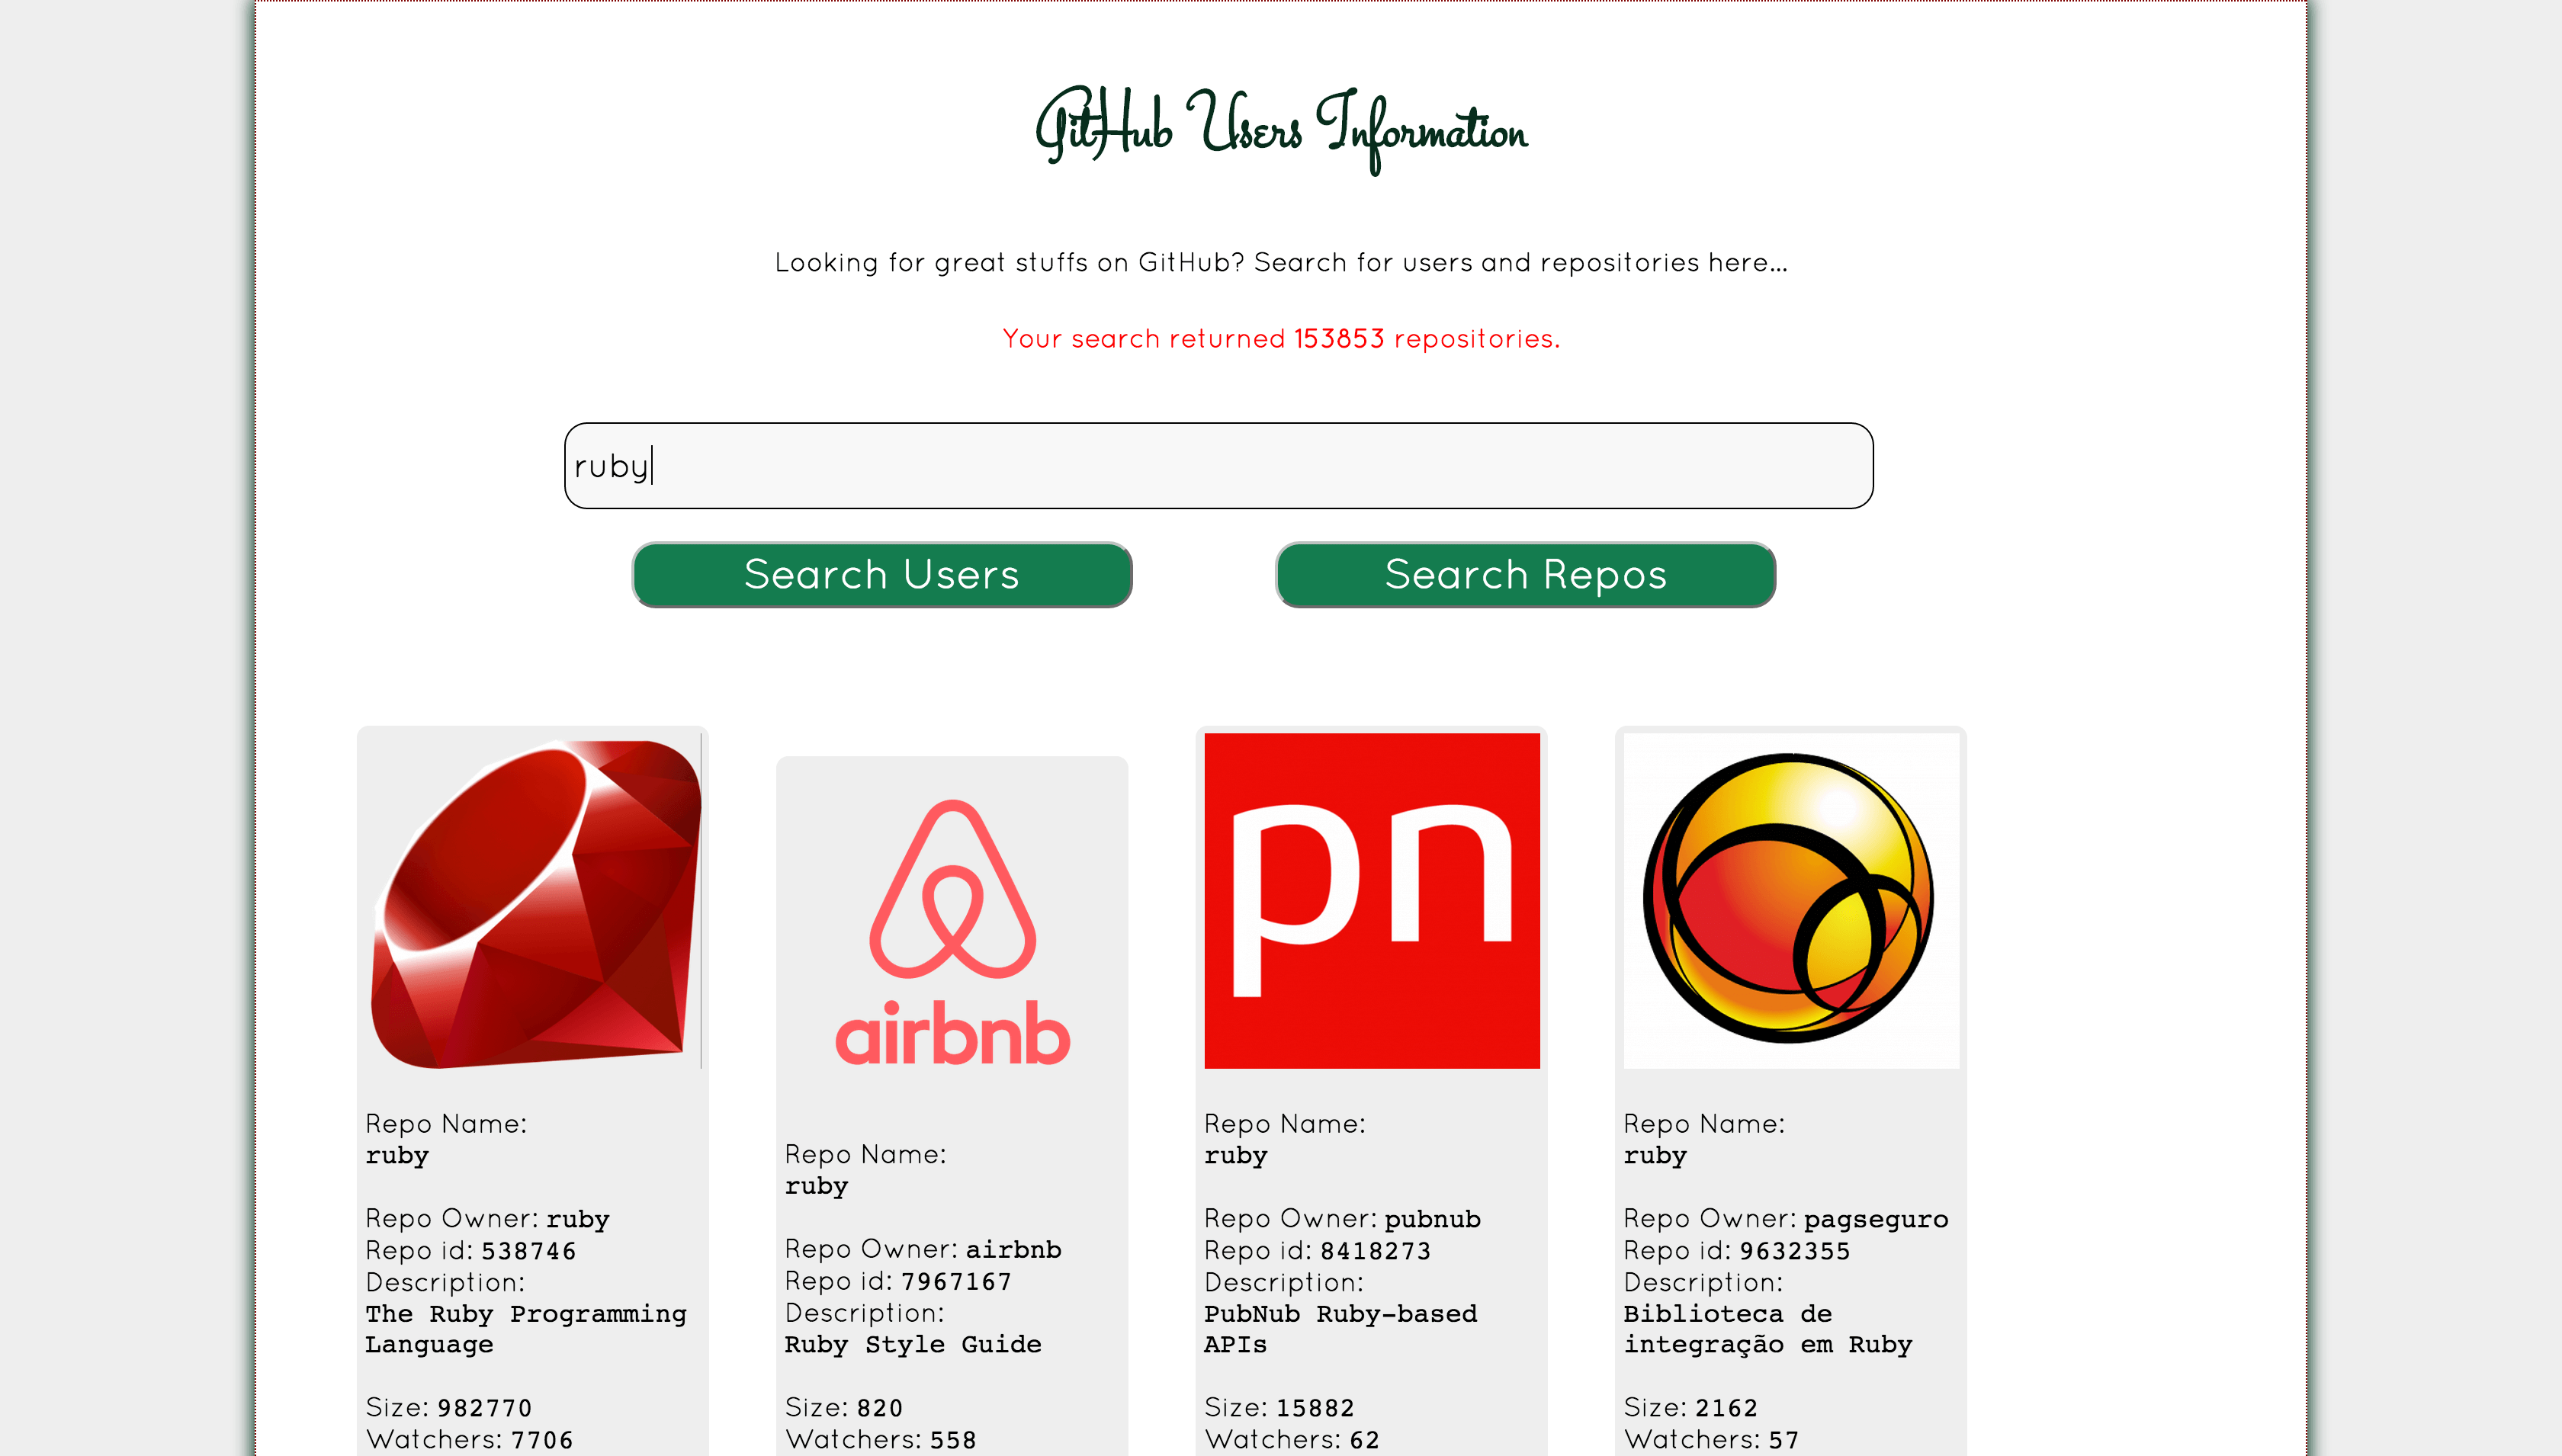 GitHub Users Information
Looking for great stuffs on GitHub? Search for users and repositories here...
Your search returned 153853 repositories.
ruby
Search Users
Search Repos
Repo Name:
ruby
Repo Owner: ruby
Repo id: 538746
Description:
The Ruby Programming
Language
Size: 982770
Watchers: 7706
airbnb
Repo Name:
ruby
Repo Owner: airbnb
Repo id: 7967167
Description:
Ruby Style Guide
Size: 820
Watchers: 558
pn
Repo Name:
ruby
Repo Owner: pubnub
Repo id: 8418273
Description:
PubNub Ruby-based
APIs
Size: 15882
Watchers: 62
Repo Name:
ruby
Repo Owner: pagseguro
Repo id: 9632355
Description:
Biblioteca de
integração em Ruby
Size: 2162
Watchers: 57